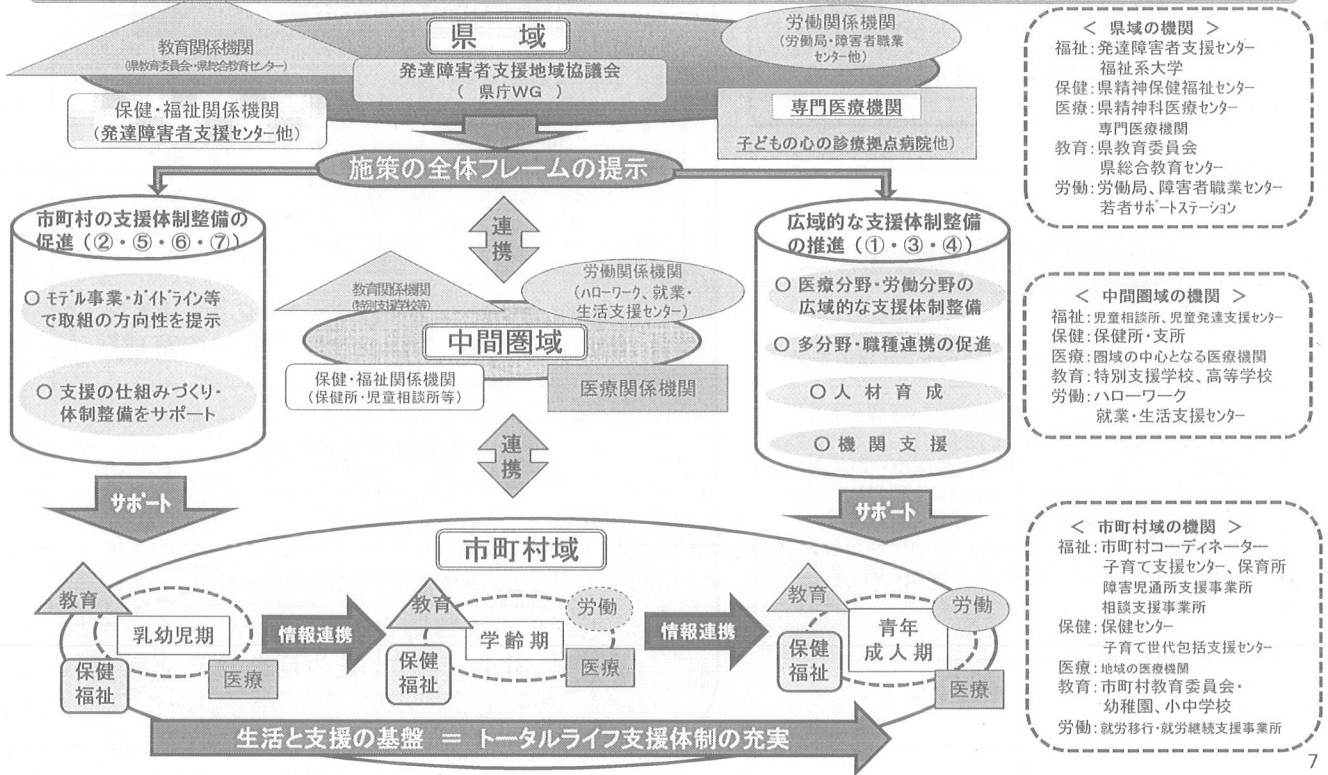 県 域
教育関係機関
(県教育委員会・県総合教育センター)
労働関係機関
(労働局・障害者職業
センター他)
発達障害者支援地域協議会
( 県庁WG )
保健・福祉関係機関
(発達障害者支援センター他)
専門医療機関
子どもの心の診療拠点病院他)
施策の全体フレームの提示
市町村の支援体制整備の
促進(②・⑤・⑥・⑦)
○ モデル事業・ガイドライン等
で取組の方向性を提示
○ 支援の仕組みづくり・
体制整備をサポート
サポート
連
携
教育関係機関
(特別支援学校等)
労働関係機関
(ハローワーク、就業・
生活支援センター)
中間圏域
保健・福祉関係機関
(保健所・児童相談所等)
医療関係機関
連
携
広域的な支援体制整備
の推進(①・③・④)
○ 医療分野・労働分野の
広域的な支援体制整備
○ 多分野・職種連携の促進
○ 人 材 育 成
○ 機 関 支 援
サポート
市町村域
教育
乳幼児期
保健
福祉
医療
情報連携
教育
労働
学齢期
保健
福祉
医療
情報連携
教育
労働
青年
成人期
保健
福祉
医療
生活と支援の基盤 = トータルライフ支援体制の充実
< 県域の機関 >
福祉:発達障害者支援センター
福祉系大学
保健:県精神保健福祉センター
医療:県精神科医療センター
専門医療機関
教育:県教育委員会
県総合教育センター
労働:労働局、障害者職業センター
若者サポートステーション
< 中間圏域の機関 >
福祉:児童相談所、児童発達支援センター
保健:保健所・支所
医療:圏域の中心となる医療機関
教育:特別支援学校、高等学校
労働:ハローワーク
就業・生活支援センター
< 市町村域の機関 >
福祉:市町村コーディネーター
子育て支援センター、保育所
障害児通所支援事業所
相談支援事業所
保健:保健センター
子育て世代包括支援センター
医療:地域の医療機関
教育:市町村教育委員会・
幼稚園、小中学校
労働:就労移行・就労継続支援事業所
7